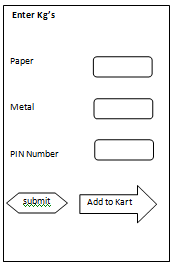 Enter Kg's
Paper
Metal
PIN Number
submit
Add to Kart